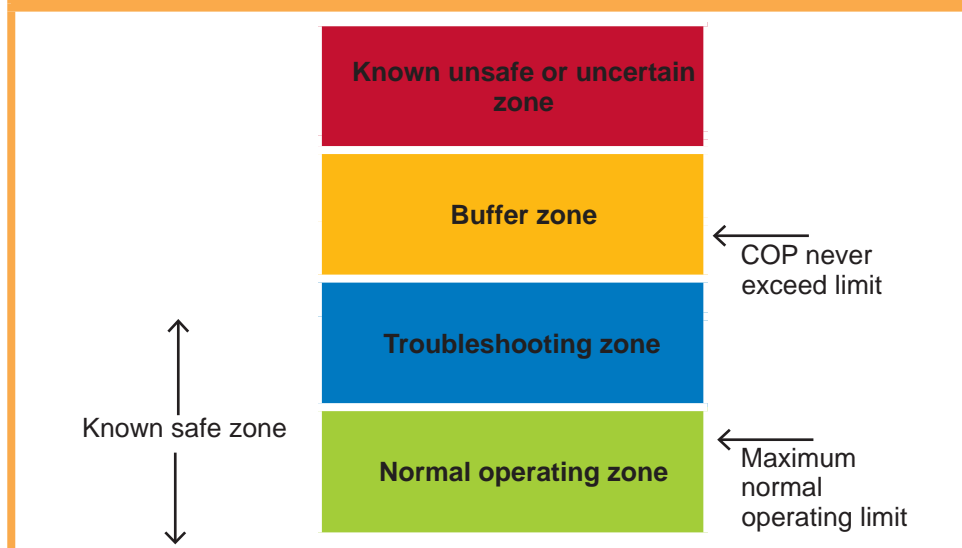 Known unsafe or uncertain
zone
Buffer zone
COP never
exceed limit
Troubleshooting zone
Known safe zone
Normal operating zone
Maximum
normal
operating limit